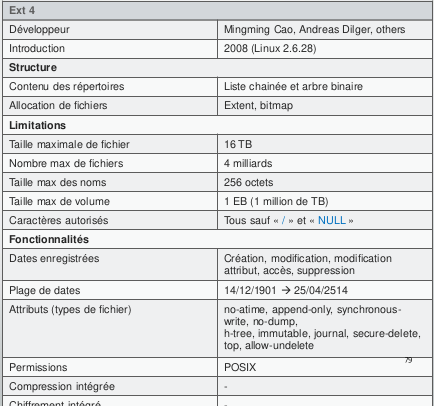 Ext 4
Développeur Mingming Cao, Andreas Dilger, others
Introduction 2008 (Linux 2.6.28)
Structure
Contenu des répertoires Liste chainée et arbre binaire
Allocation de fichiers Extent, bitmap
Limitations
Taille maximale de fichier 16 TB
Nombre max de fichiers 4 milliards
Taille max des noms 256 octets
Taille max de volume 1 EB (1 million de TB)
Caractères autorisés Tous sauf « / » et « NULL »
Fonctionnalités
Dates enregistrées Création, modification, modification
attribut, accès, suppression
Plage de dates 14/12/1901 → 25/04/2514
Attributs (types de fichier) no-atime, append-only, synchronous-
write, no-dump,
h-tree, immutable, journal, secure-delete,
top, allow-undelete
79
Permissions POSIX
Compression intégrée -
Chiffrement intégré -